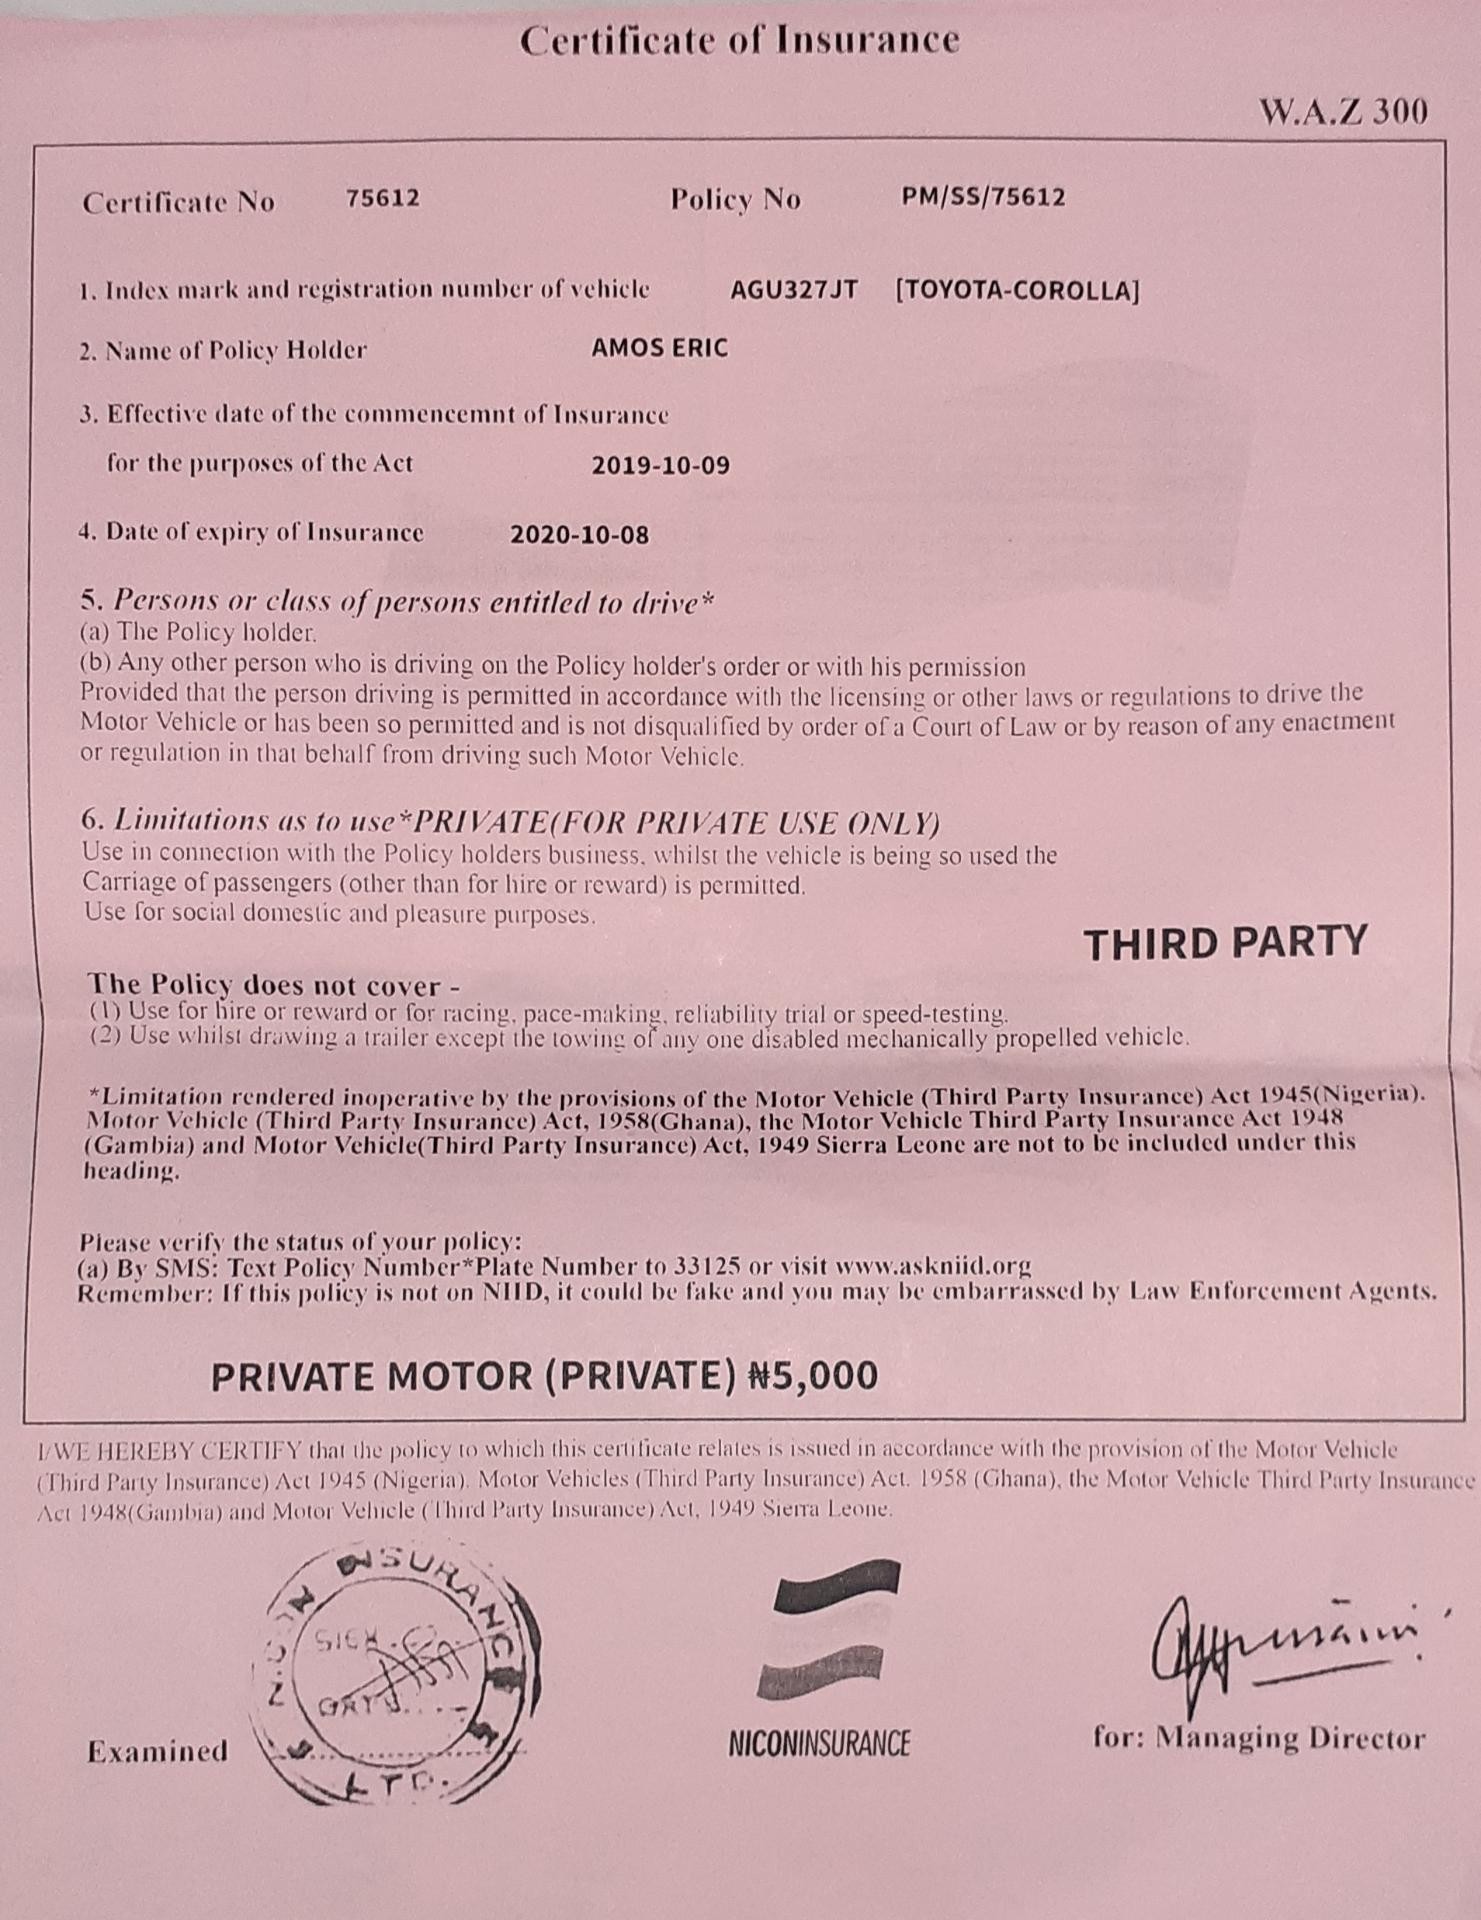 Certificate of Insurance
W.A.Z 300
Certificate No 75612 Policy No PM/SS/75612
1. Index mark and registration number of vehicle AGU327JT [TOYOTA-COROLLA]
2. Name of Policy Holder AMOS ERIC
3. Effective date of the commencemnt of Insurance
for the purposes of the Act 2019-10-09
4. Date of expiry of Insurance 2020-10-08
5. Persons or class of persons entitled to drive*
(a) The Policy holder.
(b) Any other person who is driving on the Policy holder's order or with his permission
Provided that the person driving is permitted in accordance with the licensing or other laws or regulations to drive the
Motor Vehicle or has been so permitted and is not disqualified by order of a Court of Law or by reason of any enactment
or regulation in that behalf from driving such Motor Vehicle.
6. Limitations as to use*PRIVATE(FOR PRIVATE USE ONLY)
Use in connection with the Policy holders business, whilst the vehicle is being so used the
Carriage of passengers (other than for hire or reward) is permitted.
Use for social domestic and pleasure purposes.
THIRD PARTY
The Policy does not cover -
(1) Use for hire or reward or for racing, pace-making, reliability trial or speed-testing.
(2) Use whilst drawing a trailer except the towing of any one disabled mechanically propelled vehicle.
*Limitation rendered inoperative by the provisions of the Motor Vehicle (Third Party Insurance) Act 1945(Nigeria).
Motor Vehicle (Third Party Insurance) Act, 1958(Ghana), the Motor Vehicle Third Party Insurance Act 1948
(Gambia) and Motor Vehicle(Third Party Insurance) Act, 1949 Sierra Leone are not to be included under this
heading.
Please verify the status of your policy:
(a) By SMS: Text Policy Number*Plate Number to 33125 or visit www.askniid.org
Remember: If this policy is not on NIID, it could be fake and you may be embarrassed by Law Enforcement Agents.
PRIVATE MOTOR (PRIVATE) ₦5,000
I/WE HEREBY CERTIFY that the policy to which this certificate relates is issued in accordance with the provision of the Motor Vehicle
(Third Party Insurance) Act 1945 (Nigeria). Motor Vehicles (Third Party Insurance) Act. 1958 (Ghana), the Motor Vehicle Third Party Insurance
Act 1948(Gambia) and Motor Vehicle (Third Party Insurance) Act, 1949 Sierra Leone.
NICON INSURANCE
LTD.
Examined
NICONINSURANCE
for: Managing Director